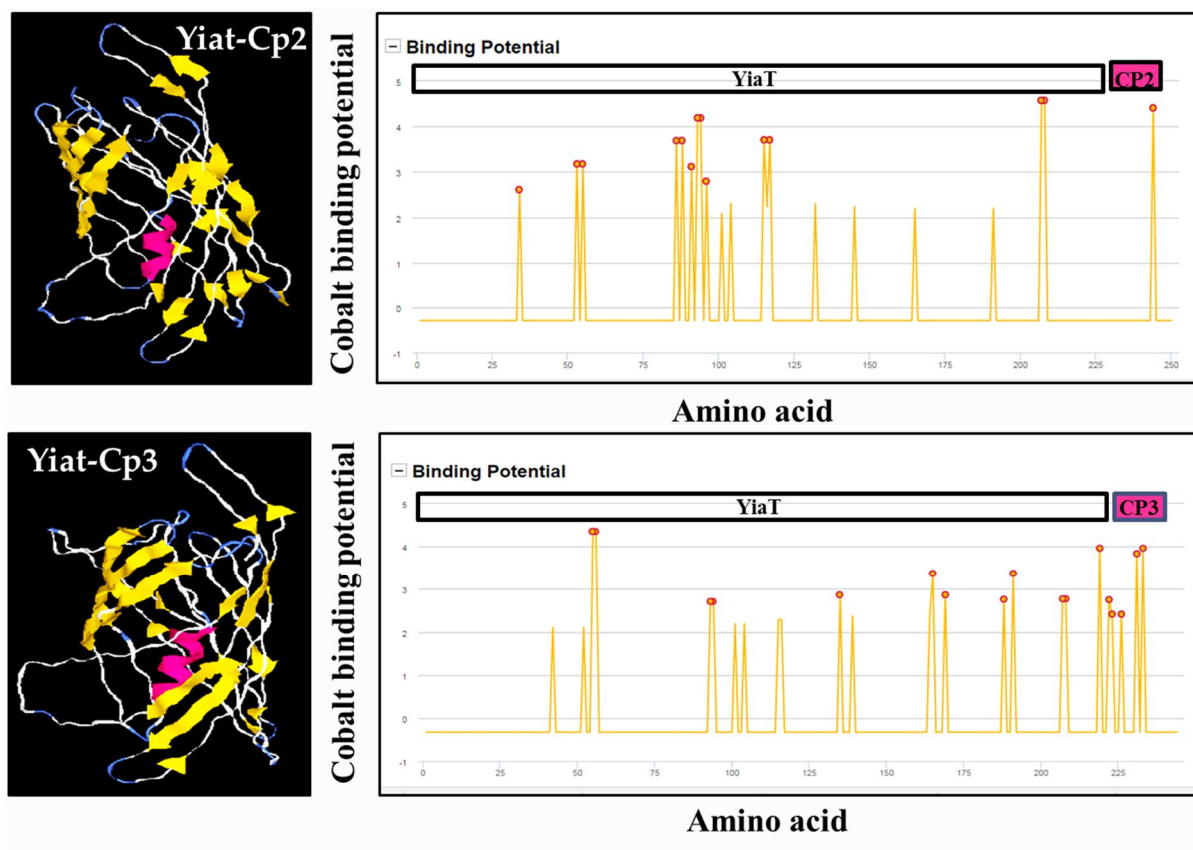 Yiat-Cp2
Cobalt binding potential
Binding Potential
YiaT
CP2
5
4
3
2
1
0
-1
0 25 50 75 100 125 150 175 200 225 250
Amino acid
Yiat-Cp3
Cobalt binding potential
Binding Potential
YiaT
CP3
5
4
3
2
1
0
-1
0 25 50 75 100 125 150 175 200 225
Amino acid